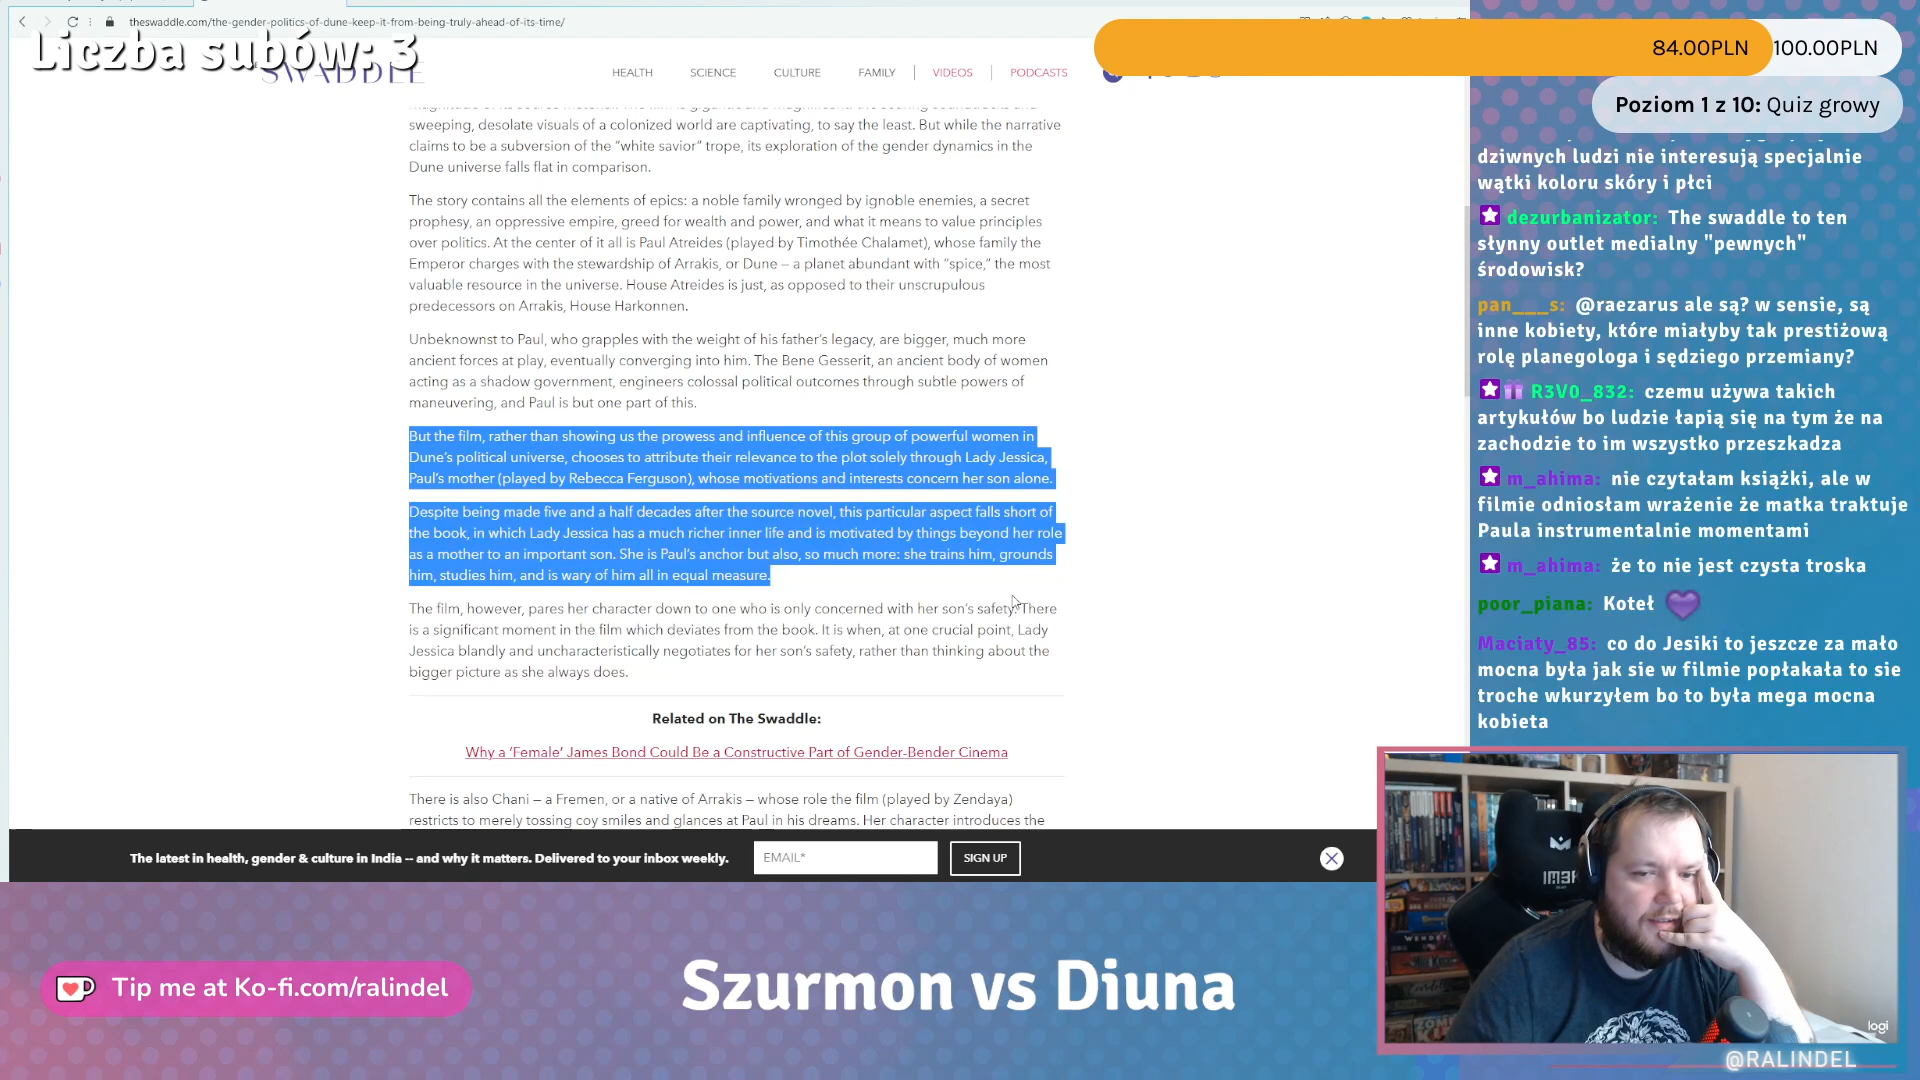 theswaddle.com/the-gender-politics-of-dune-keep-it-from-being-truly-ahead-of-its-time/
Liczba subów: 3
SWADDLE
HEALTH
SCIENCE
CULTURE
FAMILY
VIDEOS
PODCASTS
84.00PLN
100.00PLN
Poziom 1 z 10: Quiz growy
sweeping, desolate visuals of a colonized world are captivating, to say the least. But while the narrative
claims to be a subversion of the “white savior” trope, its exploration of the gender dynamics in the
Dune universe falls flat in comparison.
The story contains all the elements of epics: a noble family wronged by ignoble enemies, a secret
prophesy, an oppressive empire, greed for wealth and power, and what it means to value principles
over politics. At the center of it all is Paul Atreides (played by Timothée Chalamet), whose family the
Emperor charges with the stewardship of Arrakis, or Dune — a planet abundant with “spice,” the most
valuable resource in the universe. House Atreides is just, as opposed to their unscrupulous
predecessors on Arrakis, House Harkonnen.
Unbeknownst to Paul, who grapples with the weight of his father’s legacy, are bigger, much more
ancient forces at play, eventually converging into him. The Bene Gesserit, an ancient body of women
acting as a shadow government, engineers colossal political outcomes through subtle powers of
maneuvering, and Paul is but one part of this.
But the film, rather than showing us the prowess and influence of this group of powerful women in
Dune’s political universe, chooses to attribute their relevance to the plot solely through Lady Jessica,
Paul’s mother (played by Rebecca Ferguson), whose motivations and interests concern her son alone.
Despite being made five and a half decades after the source novel, this particular aspect falls short of
the book, in which Lady Jessica has a much richer inner life and is motivated by things beyond her role
as a mother to an important son. She is Paul’s anchor but also, so much more: she trains him, grounds
him, studies him, and is wary of him all in equal measure.
The film, however, pares her character down to one who is only concerned with her son’s safety. There
is a significant moment in the film which deviates from the book. It is when, at one crucial point, Lady
Jessica blandly and uncharacteristically negotiates for her son’s safety, rather than thinking about the
bigger picture as she always does.
Related on The Swaddle:
Why a ‘Female’ James Bond Could Be a Constructive Part of Gender-Bender Cinema
There is also Chani — a Fremen, or a native of Arrakis — whose role the film (played by Zendaya)
restricts to merely tossing coy smiles and glances at Paul in his dreams. Her character introduces the
The latest in health, gender & culture in India -- and why it matters. Delivered to your inbox weekly.
EMAIL*
SIGN UP
dziwnych ludzi nie interesują specjalnie
wątki koloru skóry i płci
dezurbanizator: The swaddle to ten
słynny outlet medialny "pewnych"
środowisk?
pan___s: @raezarus ale są? w sensie, są
inne kobiety, które miałyby tak prestiżową
rolę planegologa i sędziego przemiany?
R3V0_832: czemu używa takich
artykułów bo ludzie łapią się na tym że na
zachodzie to im wszystko przeszkadza
m_ahima: nie czytałam książki, ale w
filmie odniosłam wrażenie że matka traktuje
Paula instrumentalnie momentami
m_ahima: że to nie jest czysta troska
poor_piana: Koteł
Maciaty_85: co do Jesiki to jeszcze za mało
mocna była jak sie w filmie popłakała to sie
troche wkurzyłem bo to była mega mocna
kobieta
Tip me at Ko-fi.com/ralindel
Szurmon vs Diuna
logi
@RALINDEL